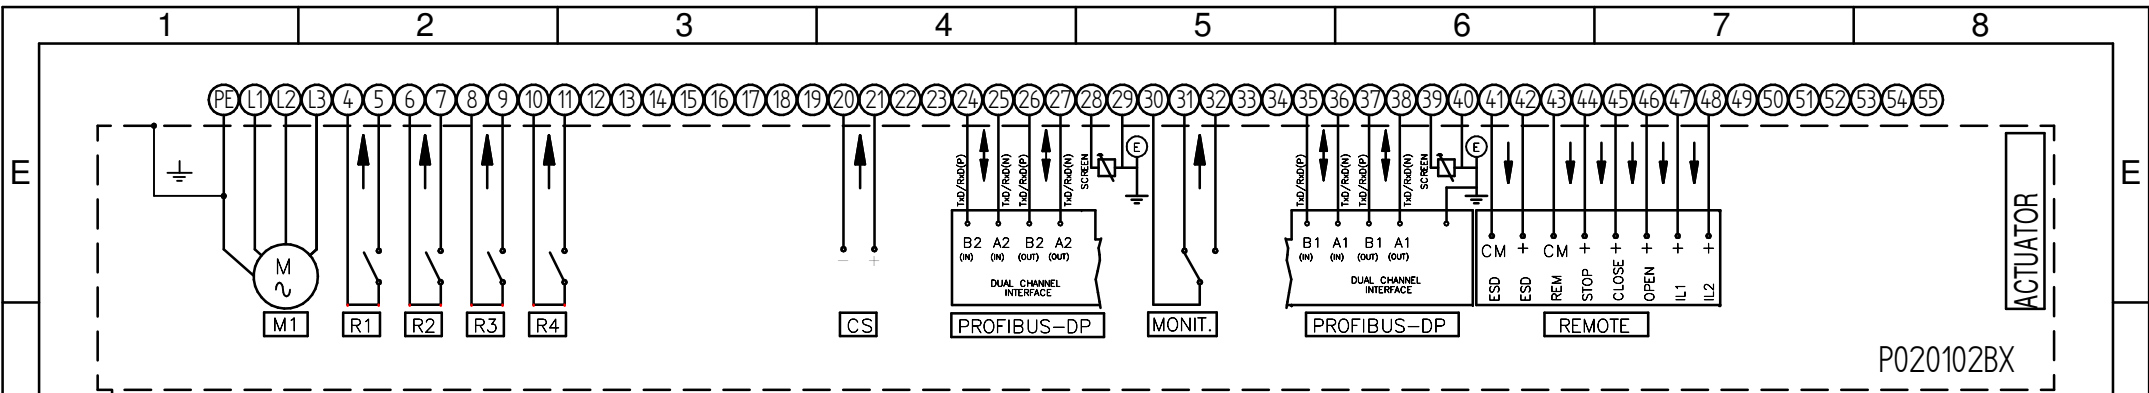 1 2 3 4 5 6 7 8
PE L1 L2 L3 4 5 6 7 8 9 10 11 12 13 14 15 16 17 18 19 20 21 22 23 24 25 26 27 28 29 30 31 32 33 34 35 36 37 38 39 40 41 42 43 44 45 46 47 48 49 50 51 52 53 54 55
E E
TxD/RxD(P) TxD/RxD(N) TxD/RxD(P) TxD/RxD(N) SCREEN E
TxD/RxD(P) TxD/RxD(N) TxD/RxD(P) TxD/RxD(N) SCREEN E
M
B2 A2 B2 A2
(IN) (IN) (OUT) (OUT)
DUAL CHANNEL
INTERFACE
B1 A1 B1 A1
(IN) (IN) (OUT) (OUT)
DUAL CHANNEL
INTERFACE
CM + CM + + + + +
ESD ESD REM STOP CLOSE OPEN IL1 IL2
- +
ACTUATOR
M1 R1 R2 R3 R4 CS PROFIBUS-DP MONIT. PROFIBUS-DP REMOTE
P020102BX